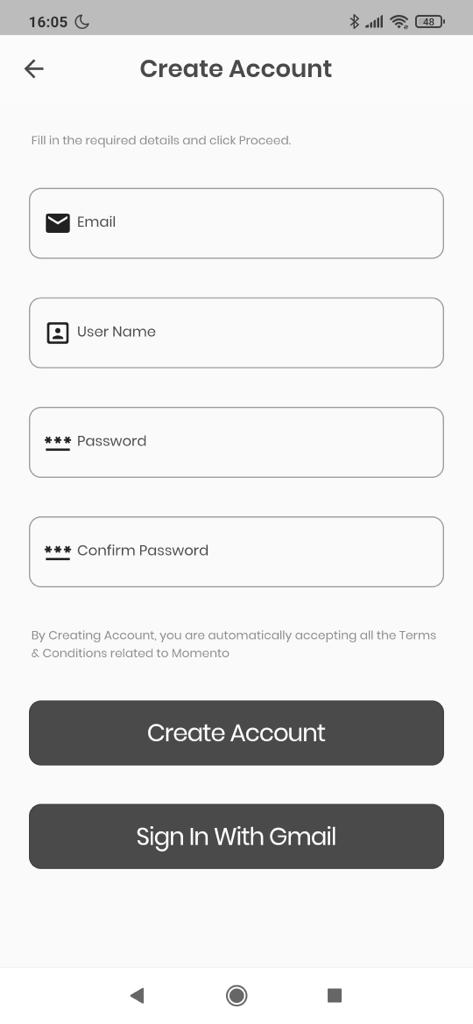 16:05 48
Create Account
Fill in the required details and click Proceed.
Email
User Name
*** Password
*** Confirm Password
By Creating Account, you are automatically accepting all the Terms
& Conditions related to Momento
Create Account
Sign In With Gmail